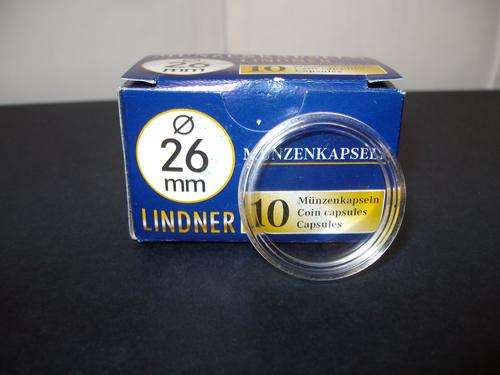 26
mm
10
Ø
26
mm
MÜNZENKAPSELN
10
Münzenkapseln
Coin capsules
Capsules
LINDNER